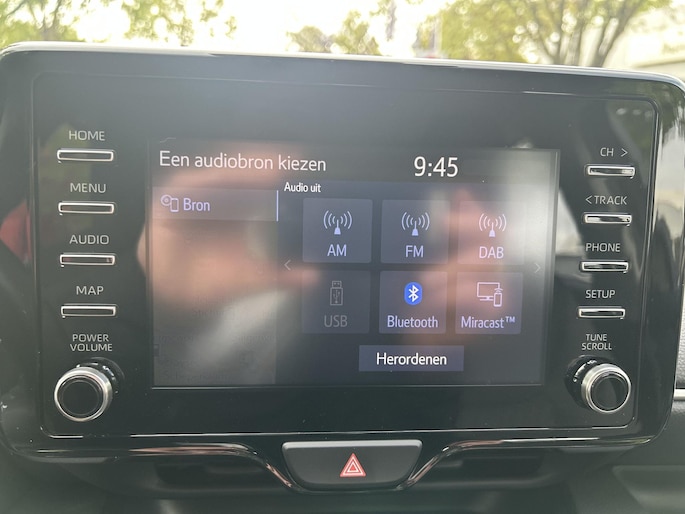 HOME
MENU
AUDIO
MAP
POWER
VOLUME
Een audiobron kiezen
9:45
Bron
Audio uit
AM
FM
DAB
USB
Bluetooth
Miracast™
Herordenen
CH >
< TRACK
PHONE
SETUP
TUNE
SCROLL